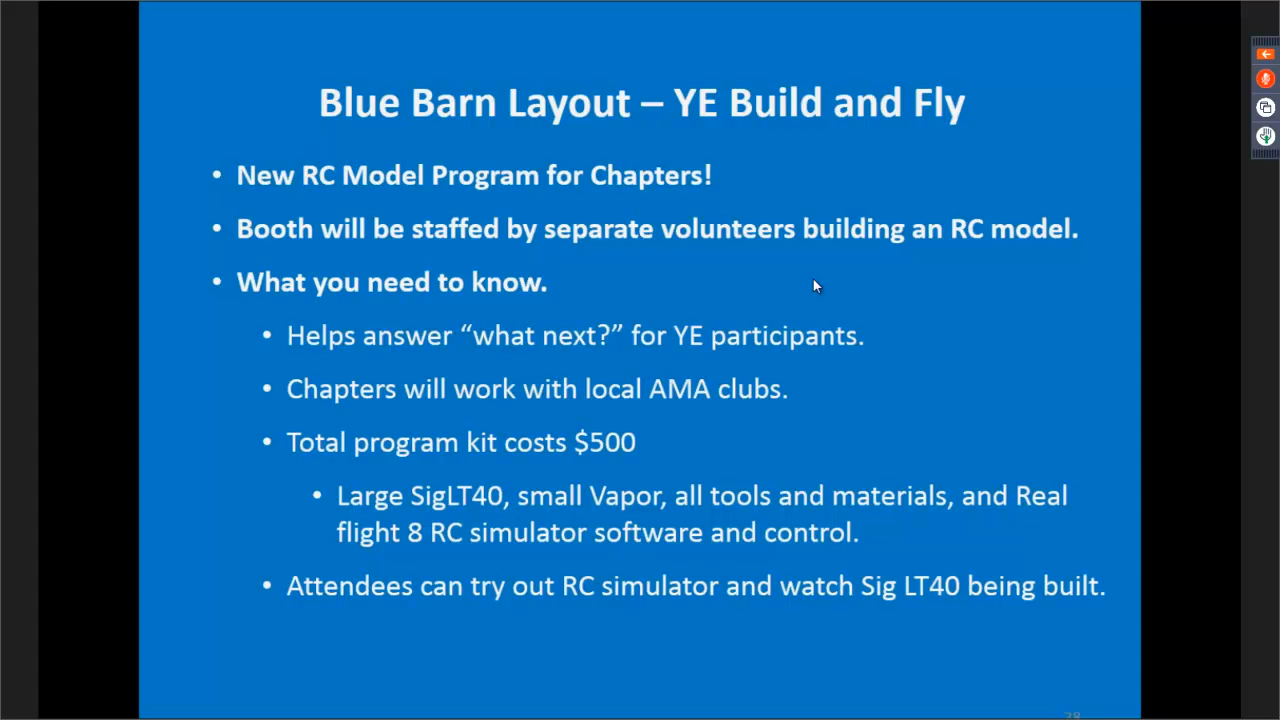 Blue Barn Layout – YE Build and Fly
• New RC Model Program for Chapters!
• Booth will be staffed by separate volunteers building an RC model.
• What you need to know.
• Helps answer “what next?” for YE participants.
• Chapters will work with local AMA clubs.
• Total program kit costs $500
• Large SigLT40, small Vapor, all tools and materials, and Real
flight 8 RC simulator software and control.
• Attendees can try out RC simulator and watch Sig LT40 being built.